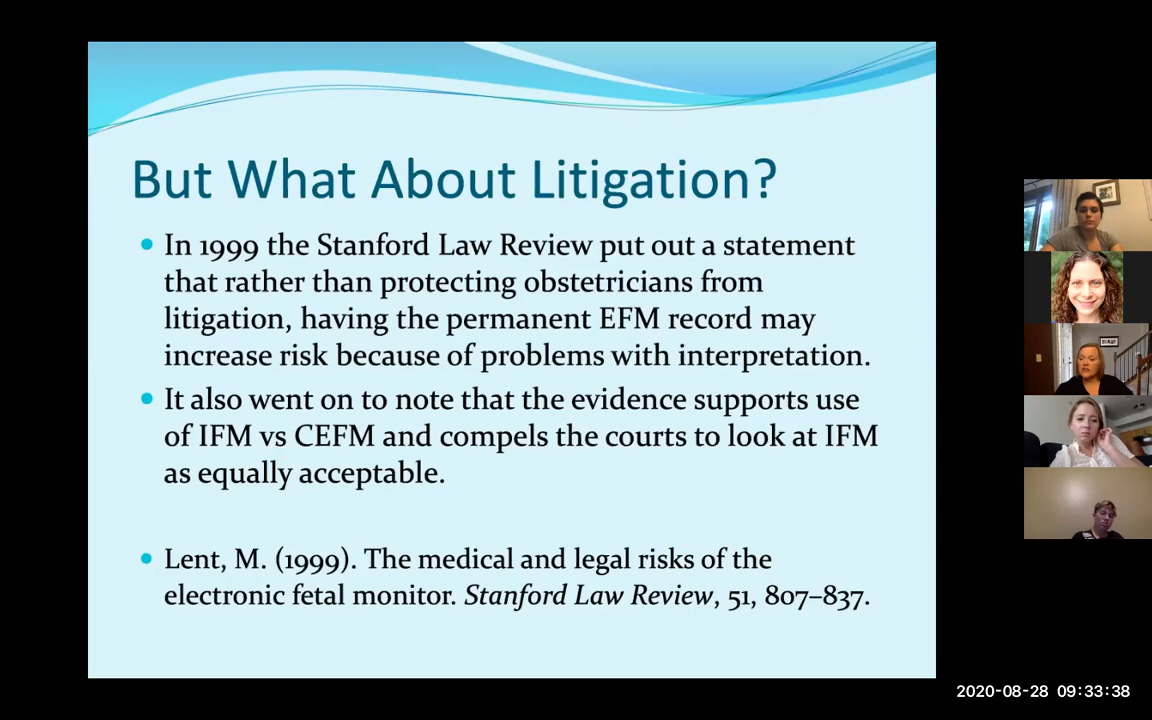 But What About Litigation?
• In 1999 the Stanford Law Review put out a statement
that rather than protecting obstetricians from
litigation, having the permanent EFM record may
increase risk because of problems with interpretation.
• It also went on to note that the evidence supports use
of IFM vs CEFM and compels the courts to look at IFM
as equally acceptable.
• Lent, M. (1999). The medical and legal risks of the
electronic fetal monitor. Stanford Law Review, 51, 807–837.
2020-08-28 09:33:38